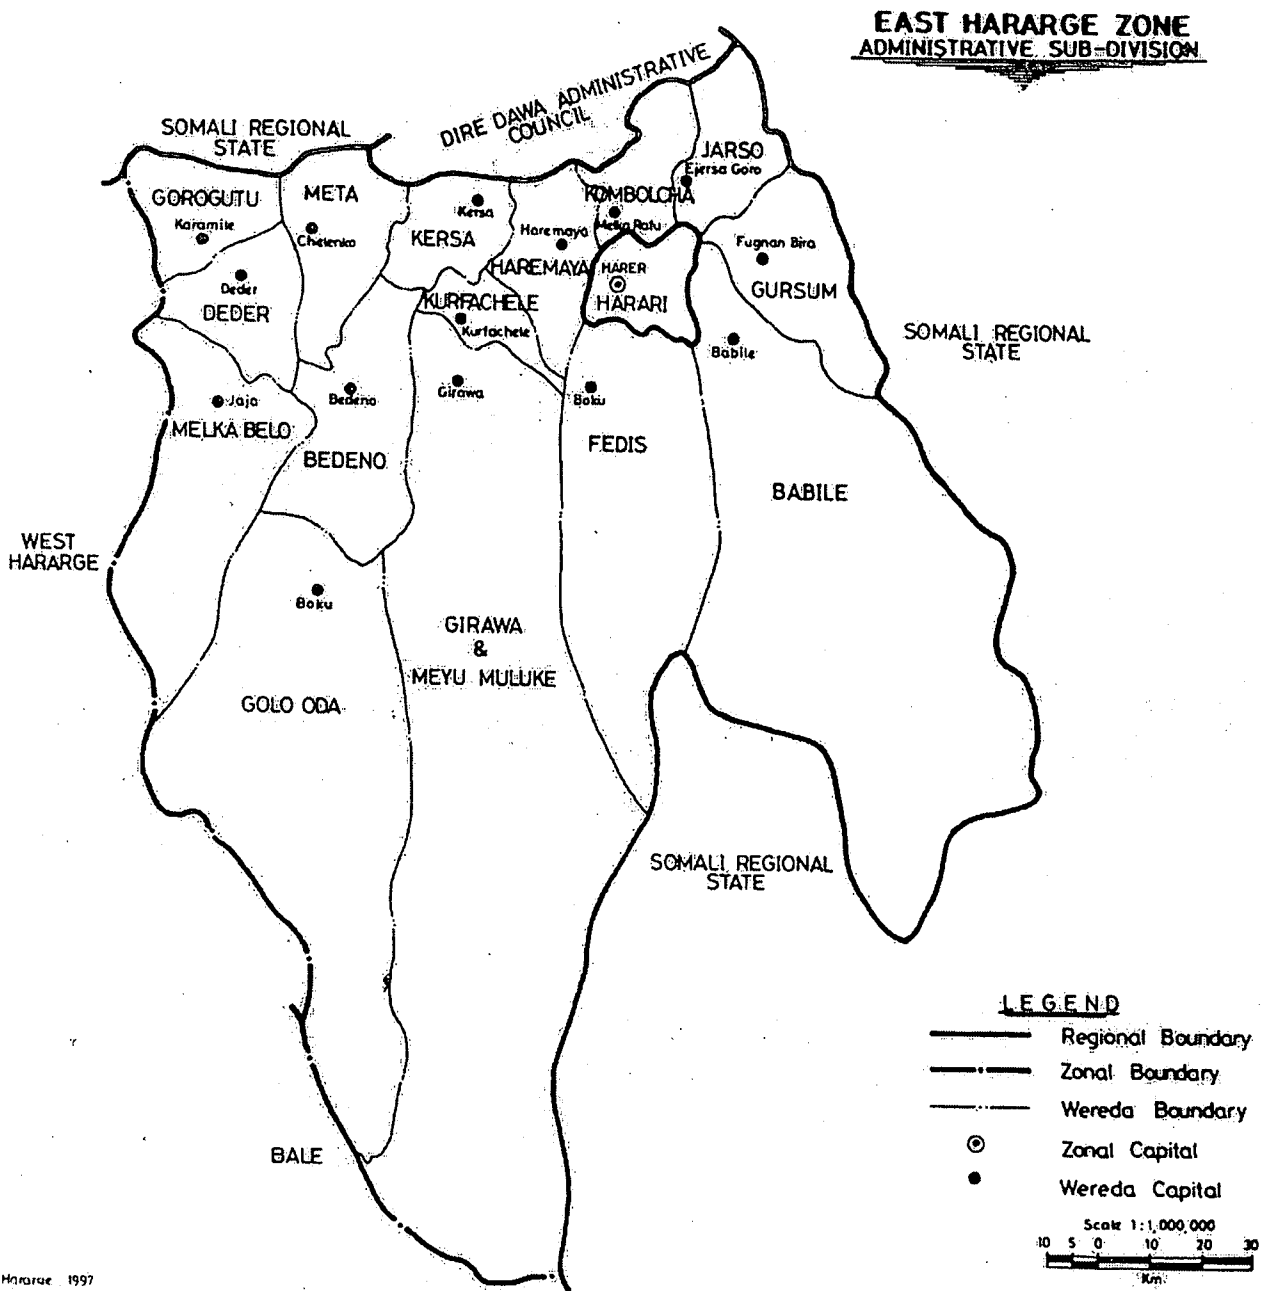 EAST HARARGE ZONE
ADMINISTRATIVE SUB-DIVISION
DIRE DAWA ADMINISTRATIVE
COUNCIL
SOMALI REGIONAL
STATE
JARSO
Ejersa Goro
GOROGUTU
META
KOMBOLCHA
Karamile
Chelenko
Kersa
KERSA
Haremaya
Melka Rafu
Fugnan Bira
HAREMAYA
HARER
HARARI
GURSUM
Deder
DEDER
KURFACHELE
Kurfachele
SOMALI REGIONAL
STATE
Babile
Jaja
MELKA BELO
Bedeno
BEDENO
Girawa
Boku
FEDIS
BABILE
WEST
HARARGE
Boku
GIRAWA
&
MEYU MULUKE
GOLO ODA
SOMALI REGIONAL
STATE
BALE
LEGEND
Regional Boundary
Zonal Boundary
Wereda Boundary
Zonal Capital
Wereda Capital
Scale 1:1,000,000
10 5 0 10 20 30
Km
1997